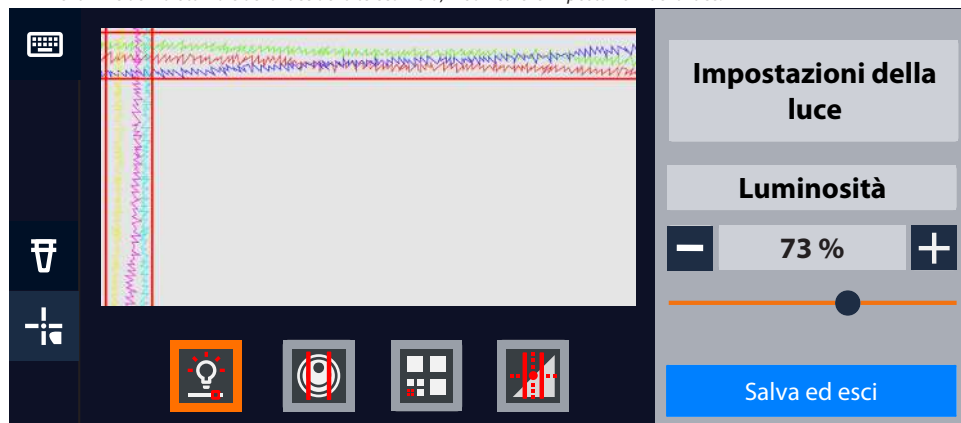 Impostazioni della
luce
Luminosità
73 %
Salva ed esci